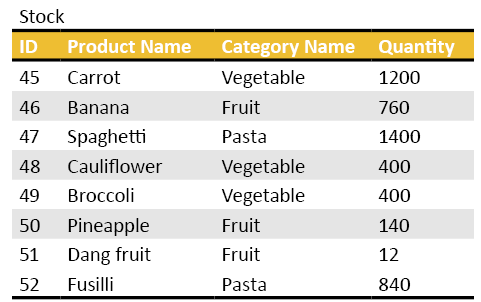 Stock
ID Product Name Category Name Quantity
45 Carrot Vegetable 1200
46 Banana Fruit 760
47 Spaghetti Pasta 1400
48 Cauliflower Vegetable 400
49 Broccoli Vegetable 400
50 Pineapple Fruit 140
51 Dang fruit Fruit 12
52 Fusilli Pasta 840